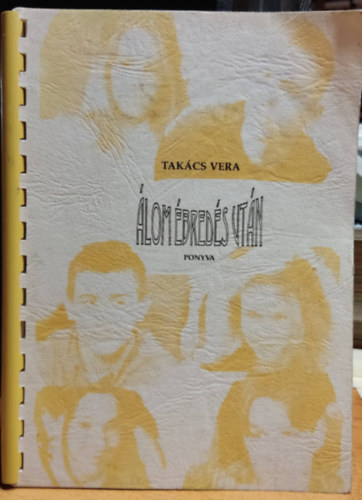 TAKÁCS VERA
ÁLOM ÉBREDÉS UTÁN
PONYVA